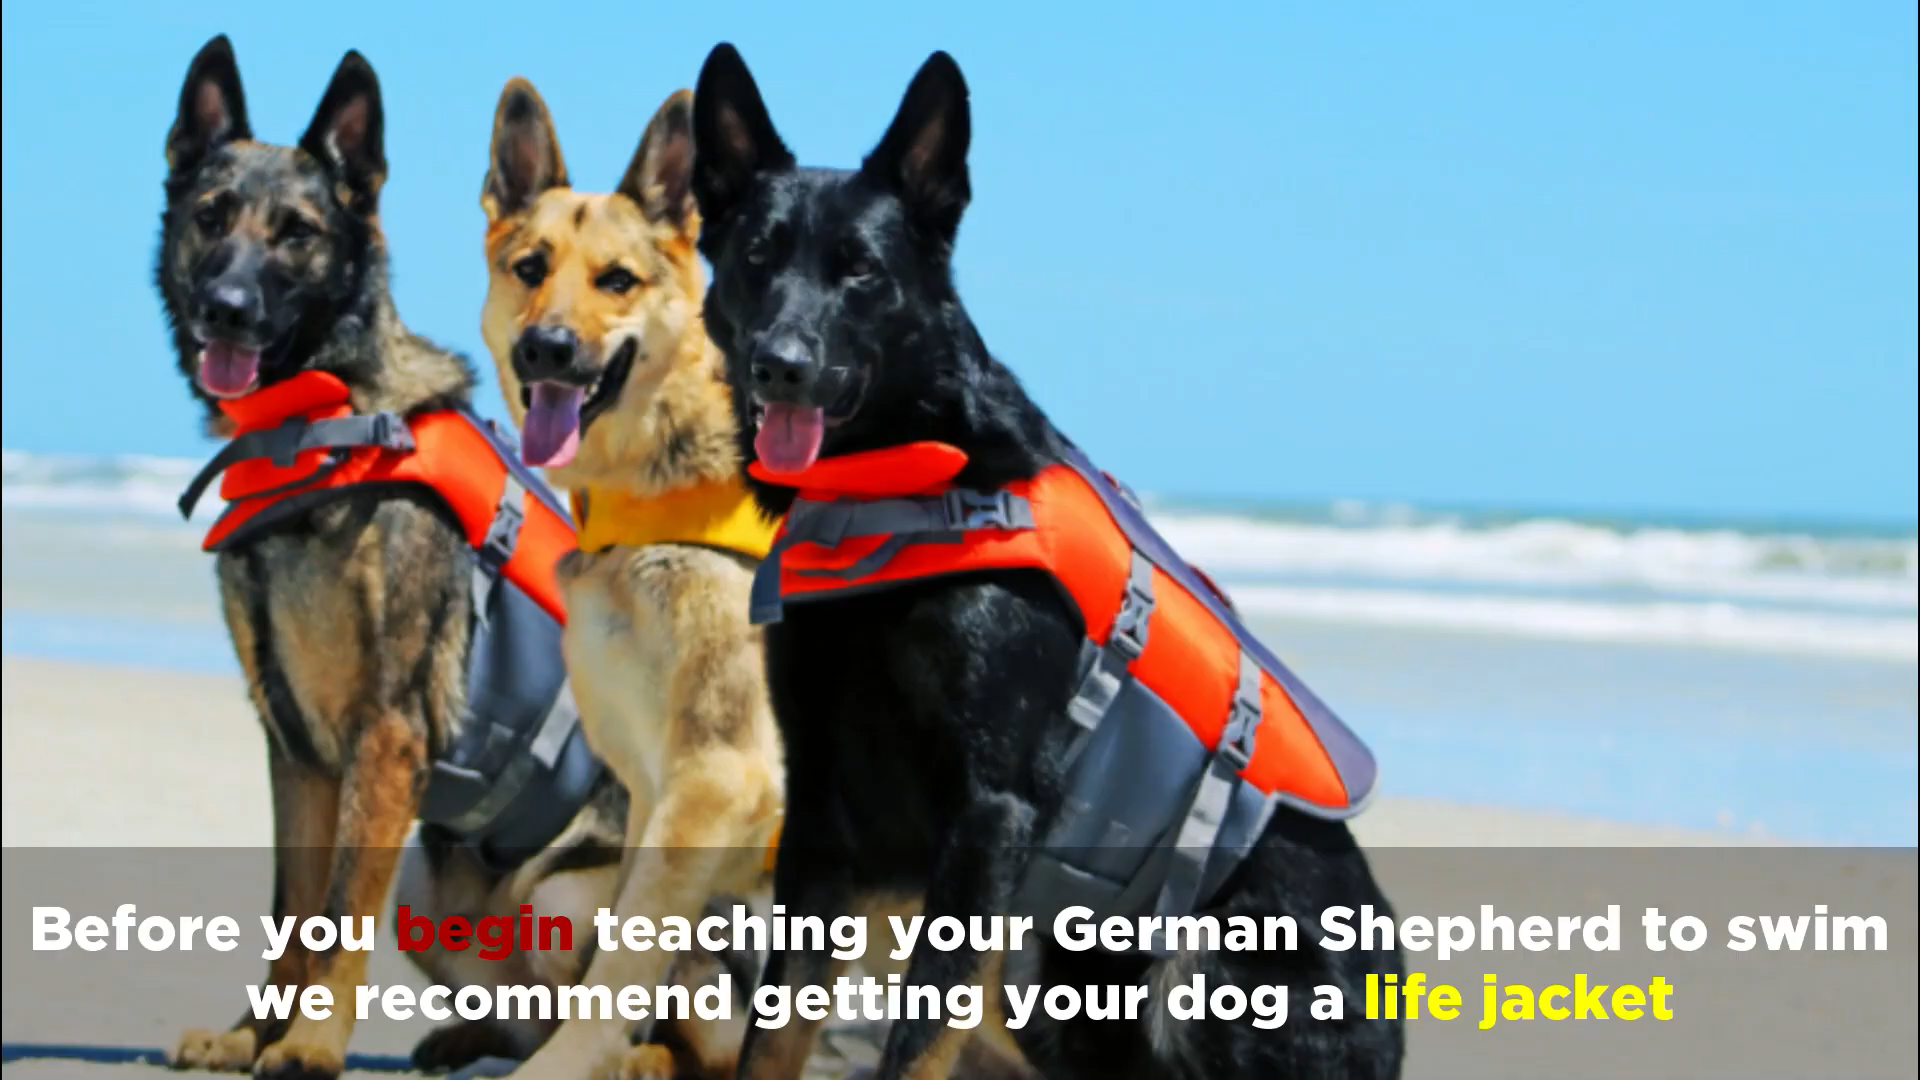 Before you begin teaching your German Shepherd to swim
we recommend getting your dog a life jacket